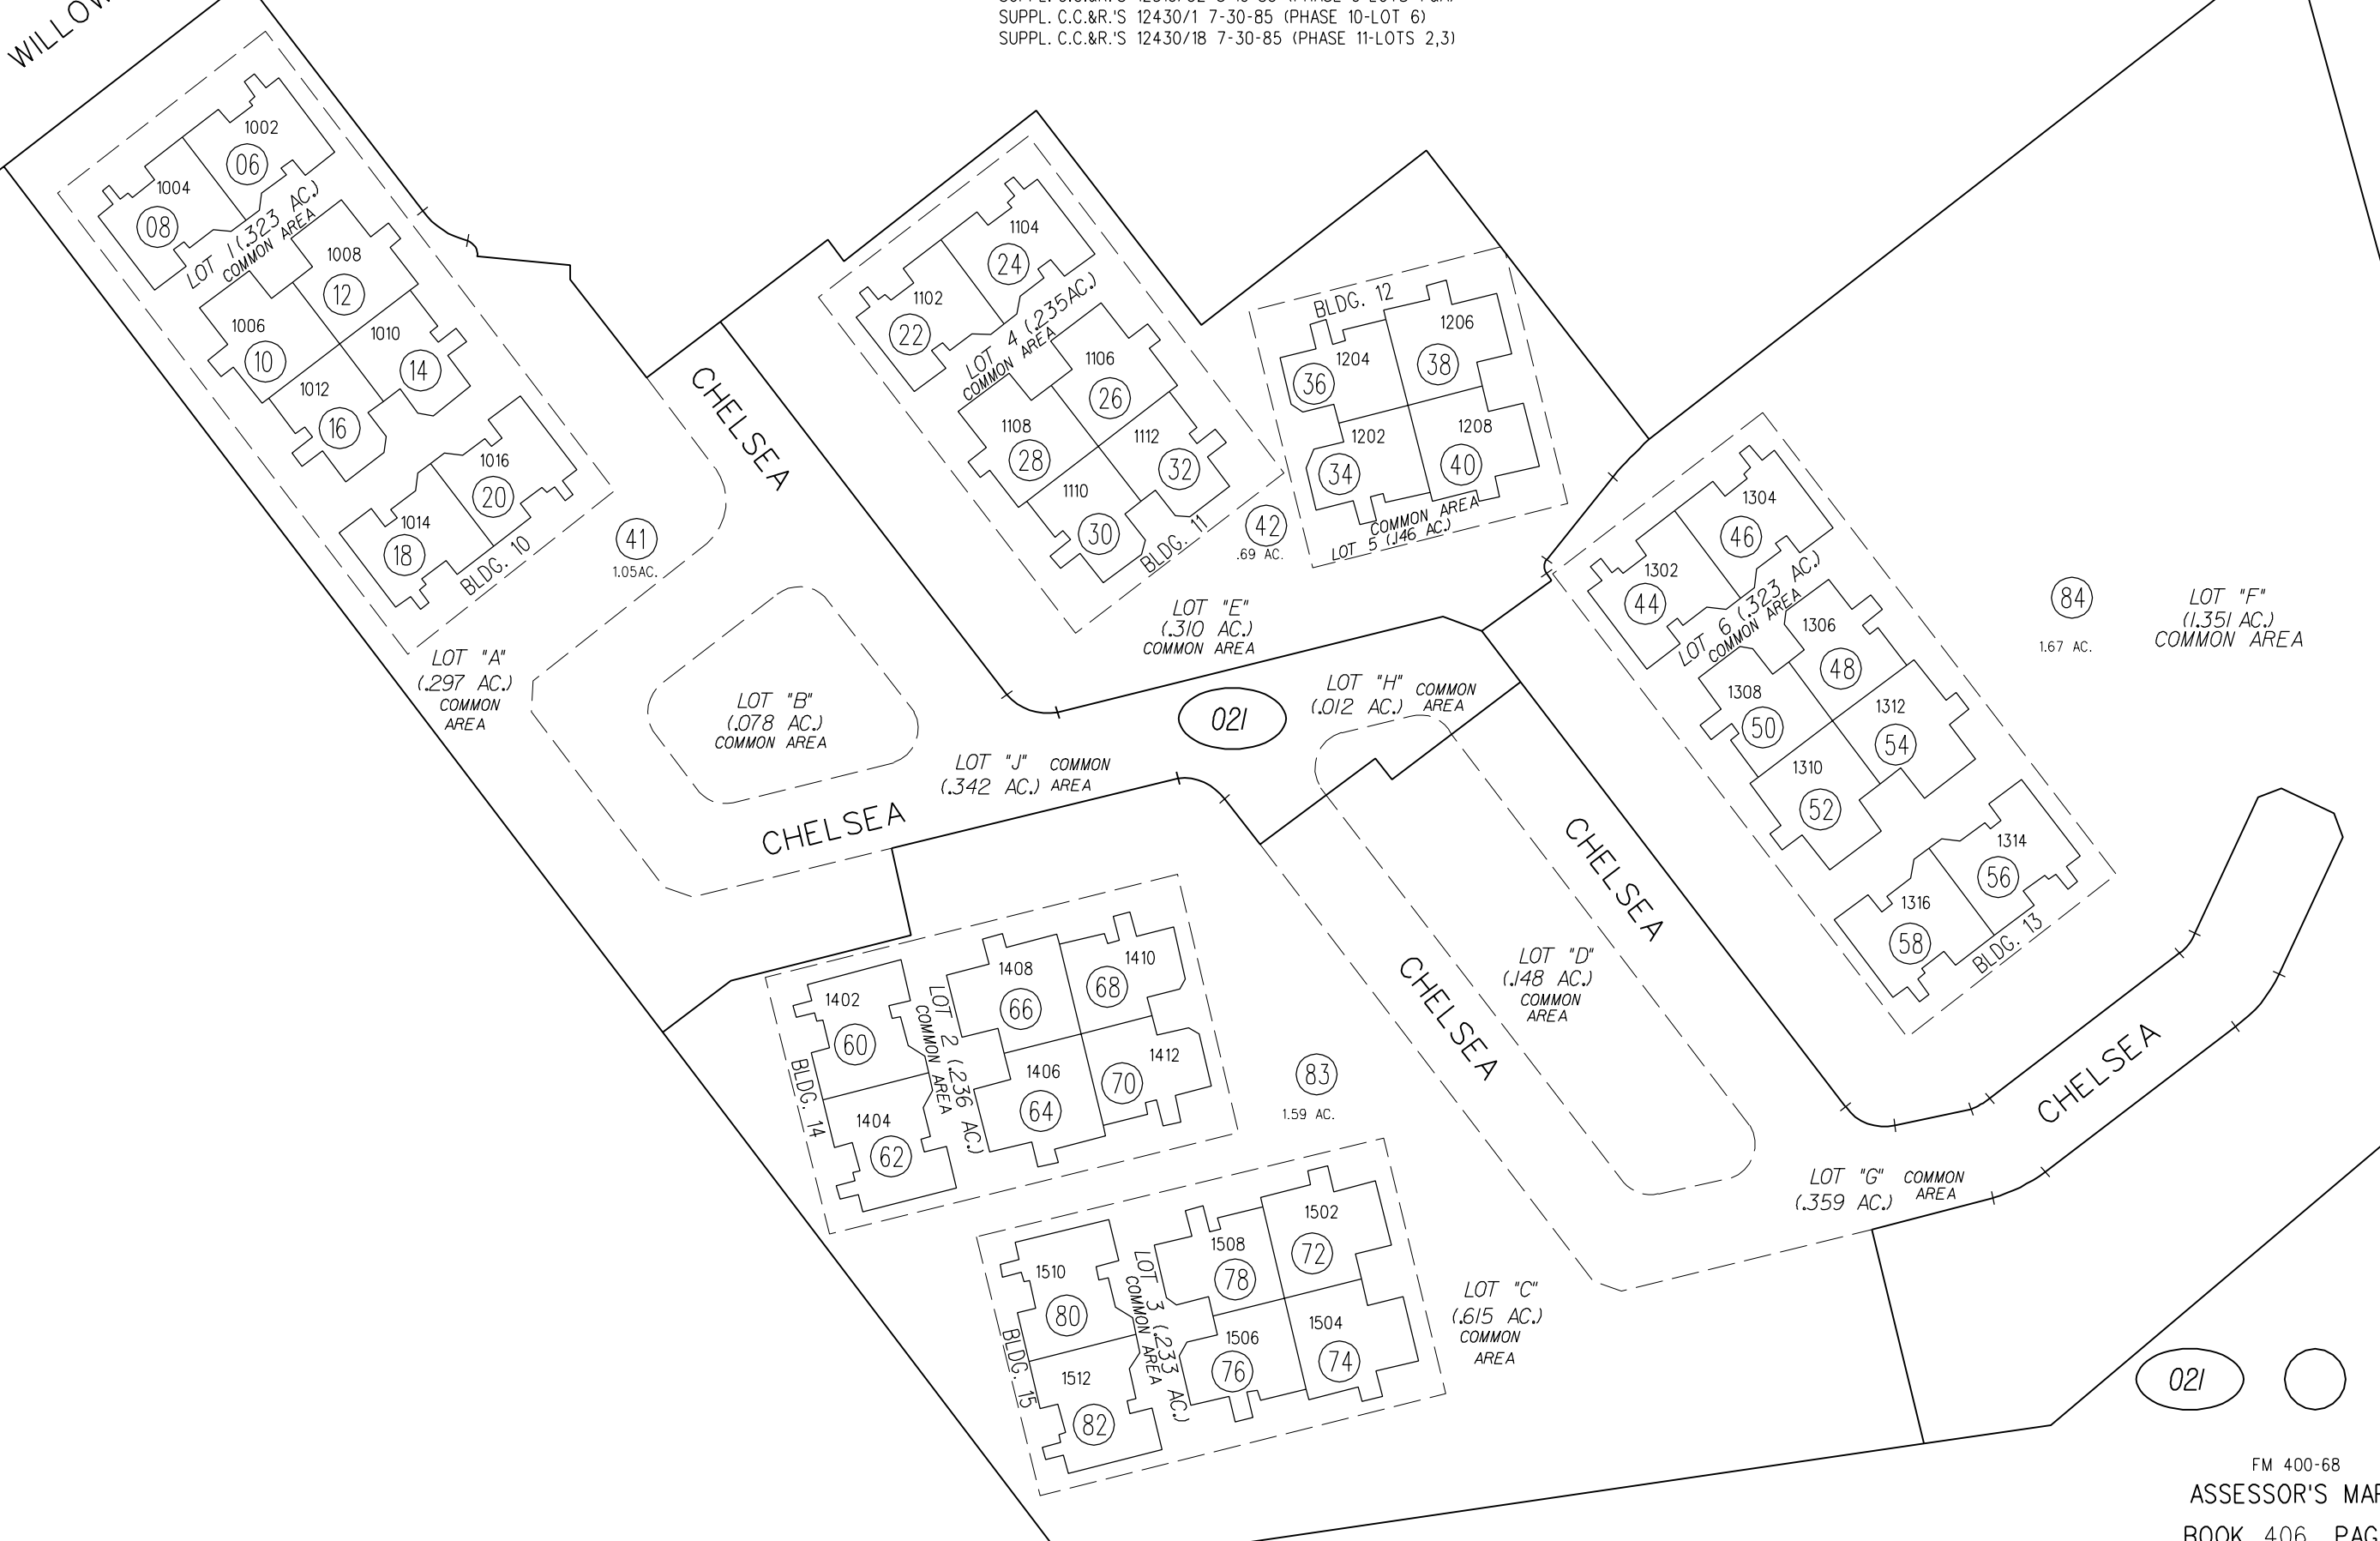 SUPPL. C.C.&R.'S 12430/1 7-30-85 (PHASE 10-LOT 6)
SUPPL. C.C.&R.'S 12430/18 7-30-85 (PHASE 11-LOTS 2,3)
WILLOW
1002
06
1004
08
LOT 1 (.323 AC.)
COMMON AREA
1008
12
1006
10
1010
14
1012
16
1016
20
1014
18
BLDG. 10
41
1.05AC.
CHELSEA
1104
24
1102
22
LOT 4 (.235AC.)
COMMON AREA
1106
26
1108
28
1112
32
1110
30
BLDG. 11
42
.69 AC.
BLDG. 12
1206
38
1204
36
1202
34
1208
40
COMMON AREA
LOT 5 (.146 AC.)
1304
46
1302
44
LOT 6 (.323 AC.)
COMMON AREA
1306
48
1308
50
1312
54
1310
52
1314
56
1316
58
BLDG. 13
84
1.67 AC.
LOT "F"
(1.351 AC.)
COMMON AREA
LOT "A"
(.297 AC.)
COMMON
AREA
LOT "B"
(.078 AC.)
COMMON AREA
LOT "E"
(.310 AC.)
COMMON AREA
021
LOT "H" COMMON
(.012 AC.) AREA
LOT "J" COMMON
(.342 AC.) AREA
CHELSEA
CHELSEA
CHELSEA
LOT "D"
(.148 AC.)
COMMON
AREA
CHELSEA
1402
60
1404
62
BLDG. 14
LOT 2 (.236 AC.)
COMMON AREA
1408
66
1410
68
1406
64
1412
70
83
1.59 AC.
LOT "G" COMMON
(.359 AC.) AREA
1510
80
1512
82
BLDG. 15
LOT 3 (.233 AC.)
COMMON AREA
1508
78
1502
72
1506
76
1504
74
LOT "C"
(.615 AC.)
COMMON
AREA
021
FM 400-68
ASSESSOR'S MAP
BOOK 406 PAG